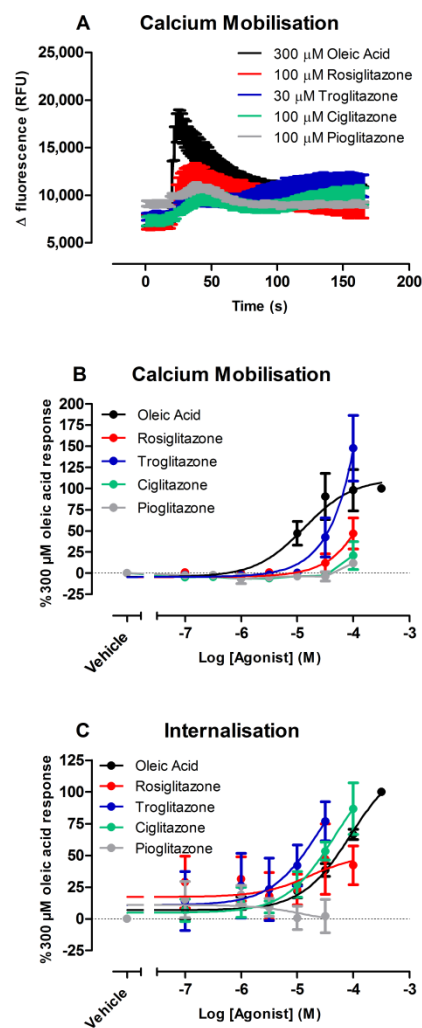 A Calcium Mobilisation
300 µM Oleic Acid
100 µM Rosiglitazone
30 µM Troglitazone
100 µM Ciglitazone
100 µM Pioglitazone
Δ fluorescence (RFU)
25,000
20,000
15,000
10,000
5,000
0 50 100 150 200
Time (s)
B Calcium Mobilisation
Oleic Acid
Rosiglitazone
Troglitazone
Ciglitazone
Pioglitazone
%300 µM oleic acid response
200
175
150
125
100
75
50
25
0
-25
Vehicle
-7 -6 -5 -4 -3
Log [Agonist] (M)
C Internalisation
Oleic Acid
Rosiglitazone
Troglitazone
Ciglitazone
Pioglitazone
%300 µM oleic acid response
125
100
75
50
25
0
-25
Vehicle
-7 -6 -5 -4 -3
Log [Agonist] (M)